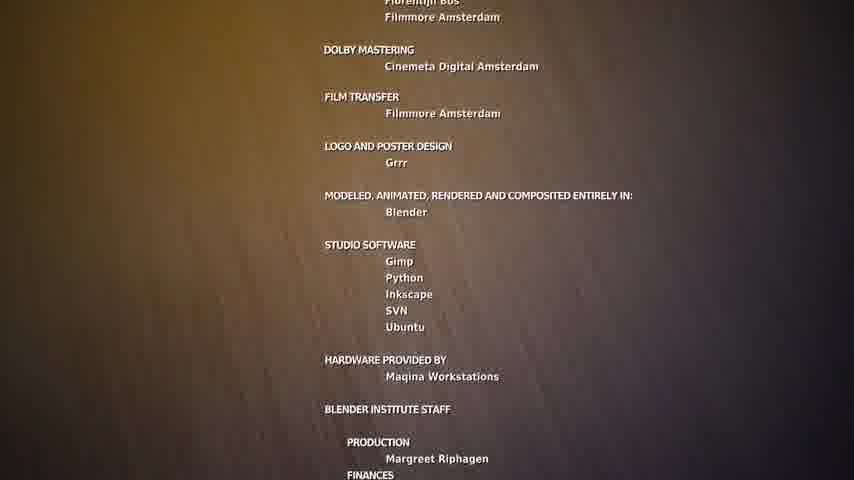 Florentijn Bos
Filmmore Amsterdam
DOLBY MASTERING
Cinemeta Digital Amsterdam
FILM TRANSFER
Filmmore Amsterdam
LOGO AND POSTER DESIGN
Grrr
MODELED, ANIMATED, RENDERED AND COMPOSITED ENTIRELY IN:
Blender
STUDIO SOFTWARE
Gimp
Python
Inkscape
SVN
Ubuntu
HARDWARE PROVIDED BY
Maqina Workstations
BLENDER INSTITUTE STAFF
PRODUCTION
Margreet Riphagen
FINANCES